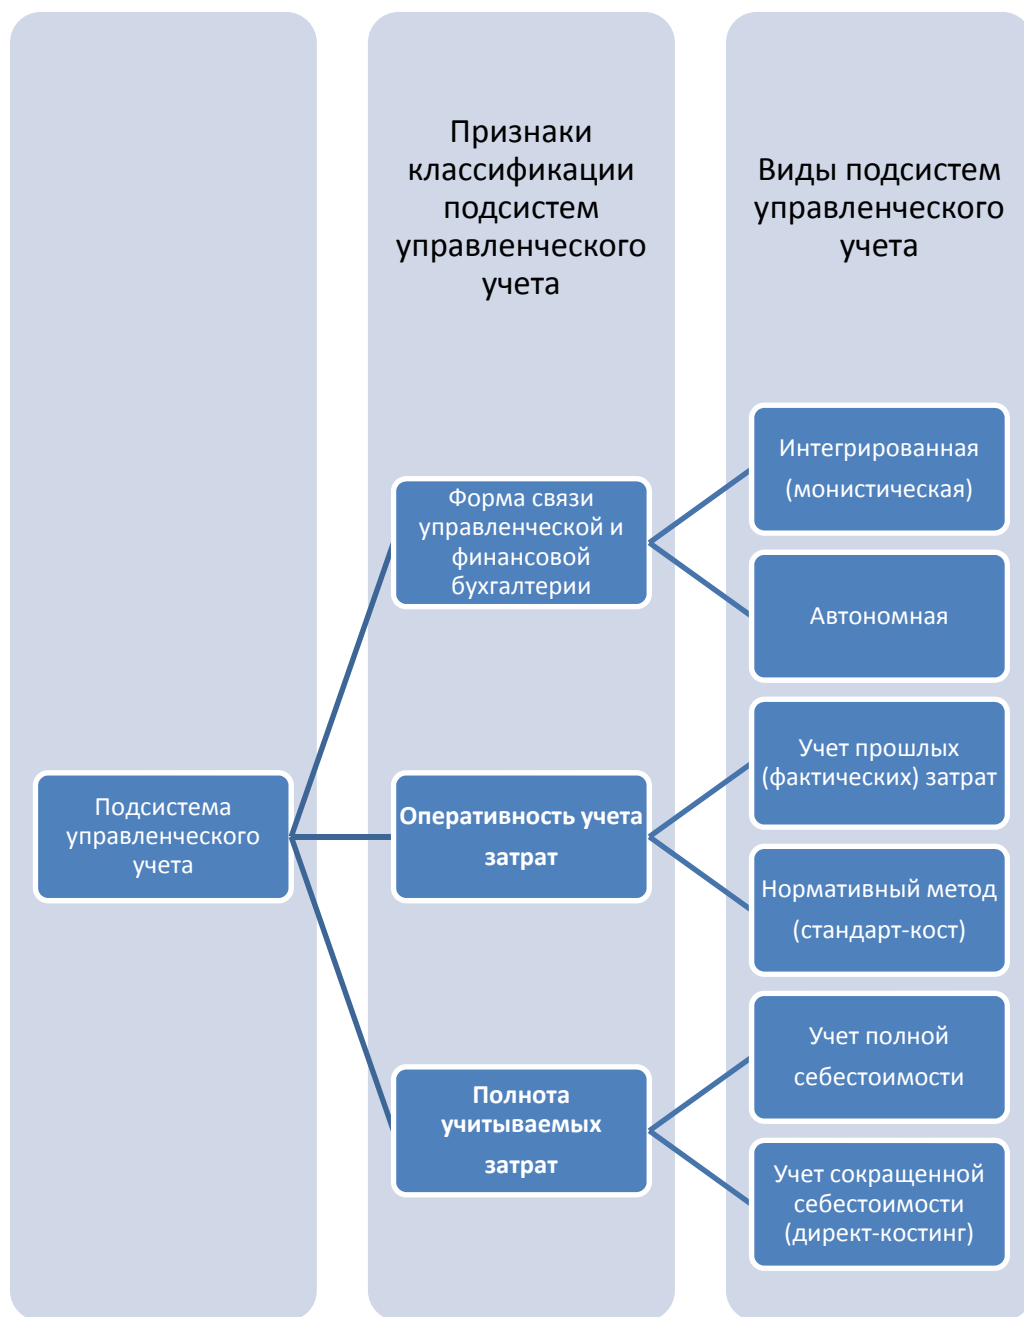 Признаки
классификации
подсистем
управленческого
учета
Виды подсистем
управленческого
учета
Подсистема
управленческого
учета
Форма связи
управленческой и
финансовой
бухгалтерии
Интегрированная
(монистическая)
Автономная
Оперативность учета
затрат
Учет прошлых
(фактических) затрат
Нормативный метод
(стандарт-кост)
Полнота
учитываемых
затрат
Учет полной
себестоимости
Учет сокращенной
себестоимости
(директ-костинг)